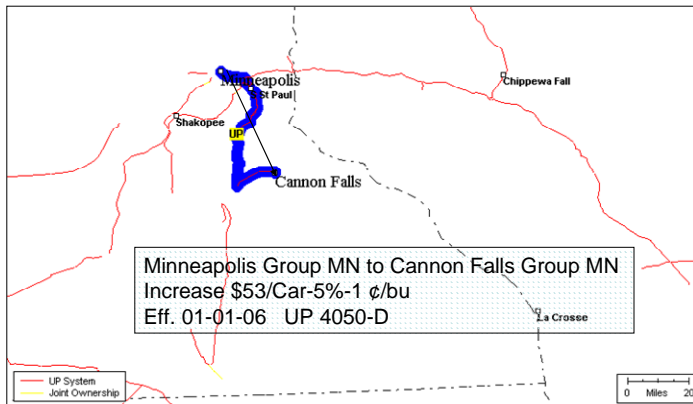 Minneapolis
S St Paul
Chippewa Fall
Shakopee
UP
Cannon Falls
Minneapolis Group MN to Cannon Falls Group MN
Increase $53/Car-5%-1 ¢/bu
Eff. 01-01-06 UP 4050-D
La Crosse
UP System
Joint Ownership
0 Miles 20